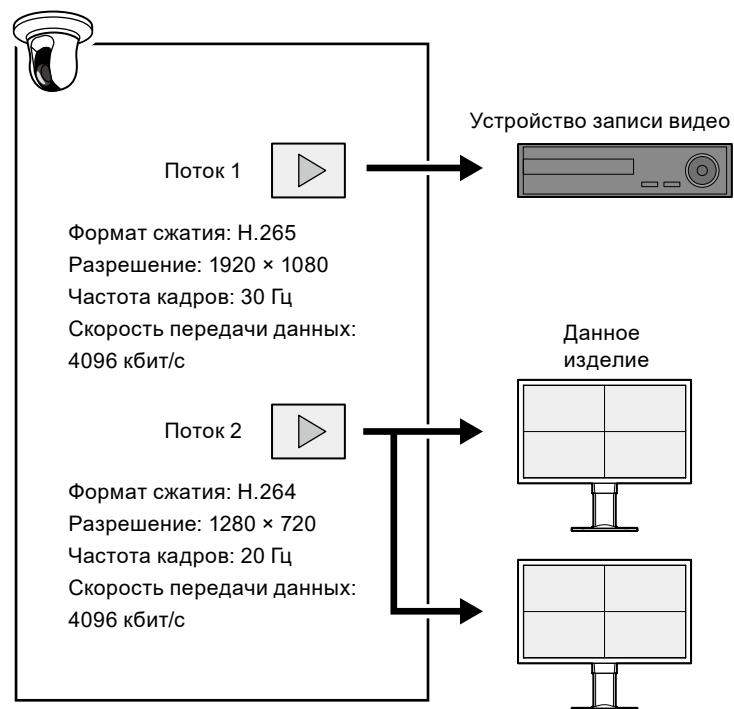 Устройство записи видео
Поток 1
Формат сжатия: H.265
Разрешение: 1920 × 1080
Частота кадров: 30 Гц
Скорость передачи данных:
4096 кбит/с
Данное
изделие
Поток 2
Формат сжатия: H.264
Разрешение: 1280 × 720
Частота кадров: 20 Гц
Скорость передачи данных:
4096 кбит/с